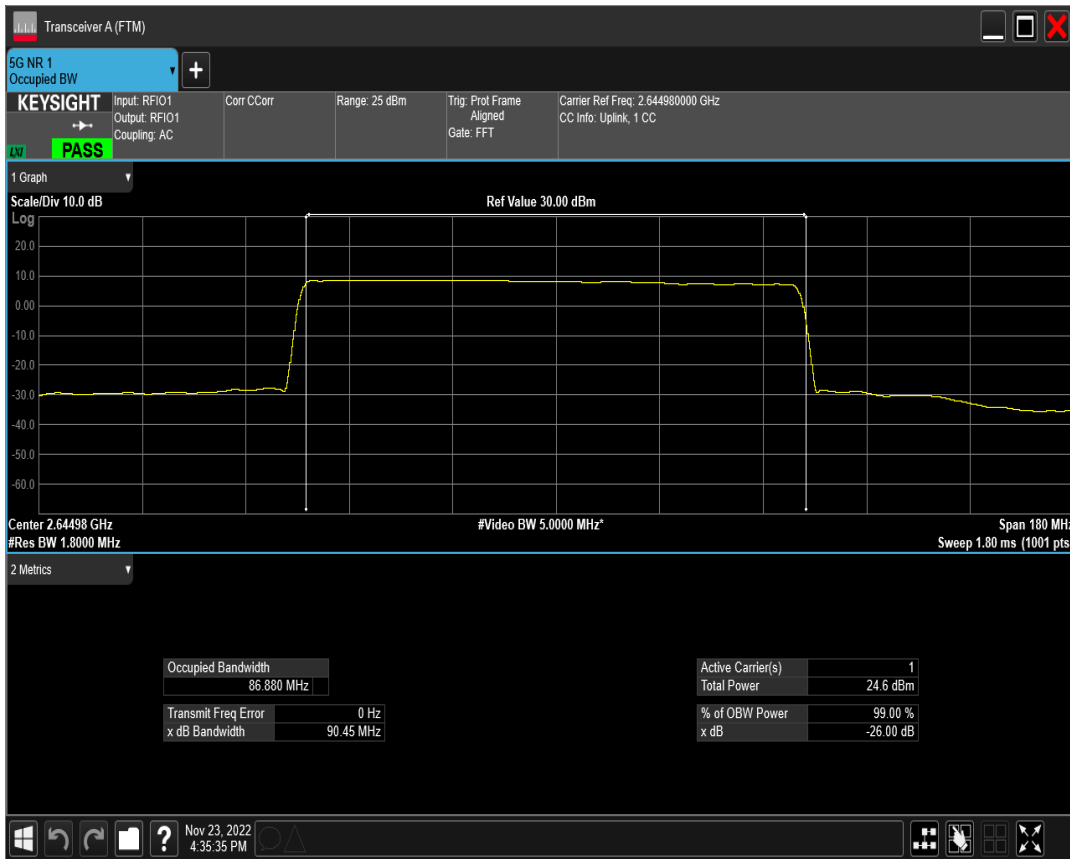 Transceiver A (FTM)
5G NR 1
Occupied BW
KEYSIGHT
LXI
PASS
Input: RFIO1
Output: RFIO1
Coupling: AC
Corr CCorr
Range: 25 dBm
Trig: Prot Frame
Aligned
Gate: FFT
Carrier Ref Freq: 2.644980000 GHz
CC Info: Uplink, 1 CC
1 Graph
Scale/Div 10.0 dB
Ref Value 30.00 dBm
Log
20.0
10.0
0.00
-10.0
-20.0
-30.0
-40.0
-50.0
-60.0
Center 2.64498 GHz
#Video BW 5.0000 MHz*
Span 180 MHz
#Res BW 1.8000 MHz
Sweep 1.80 ms (1001 pts
2 Metrics
Occupied Bandwidth
86.880 MHz
Transmit Freq Error 0 Hz
x dB Bandwidth 90.45 MHz
Active Carrier(s) 1
Total Power 24.6 dBm
% of OBW Power 99.00 %
x dB -26.00 dB
?
Nov 23, 2022
4:35:35 PM